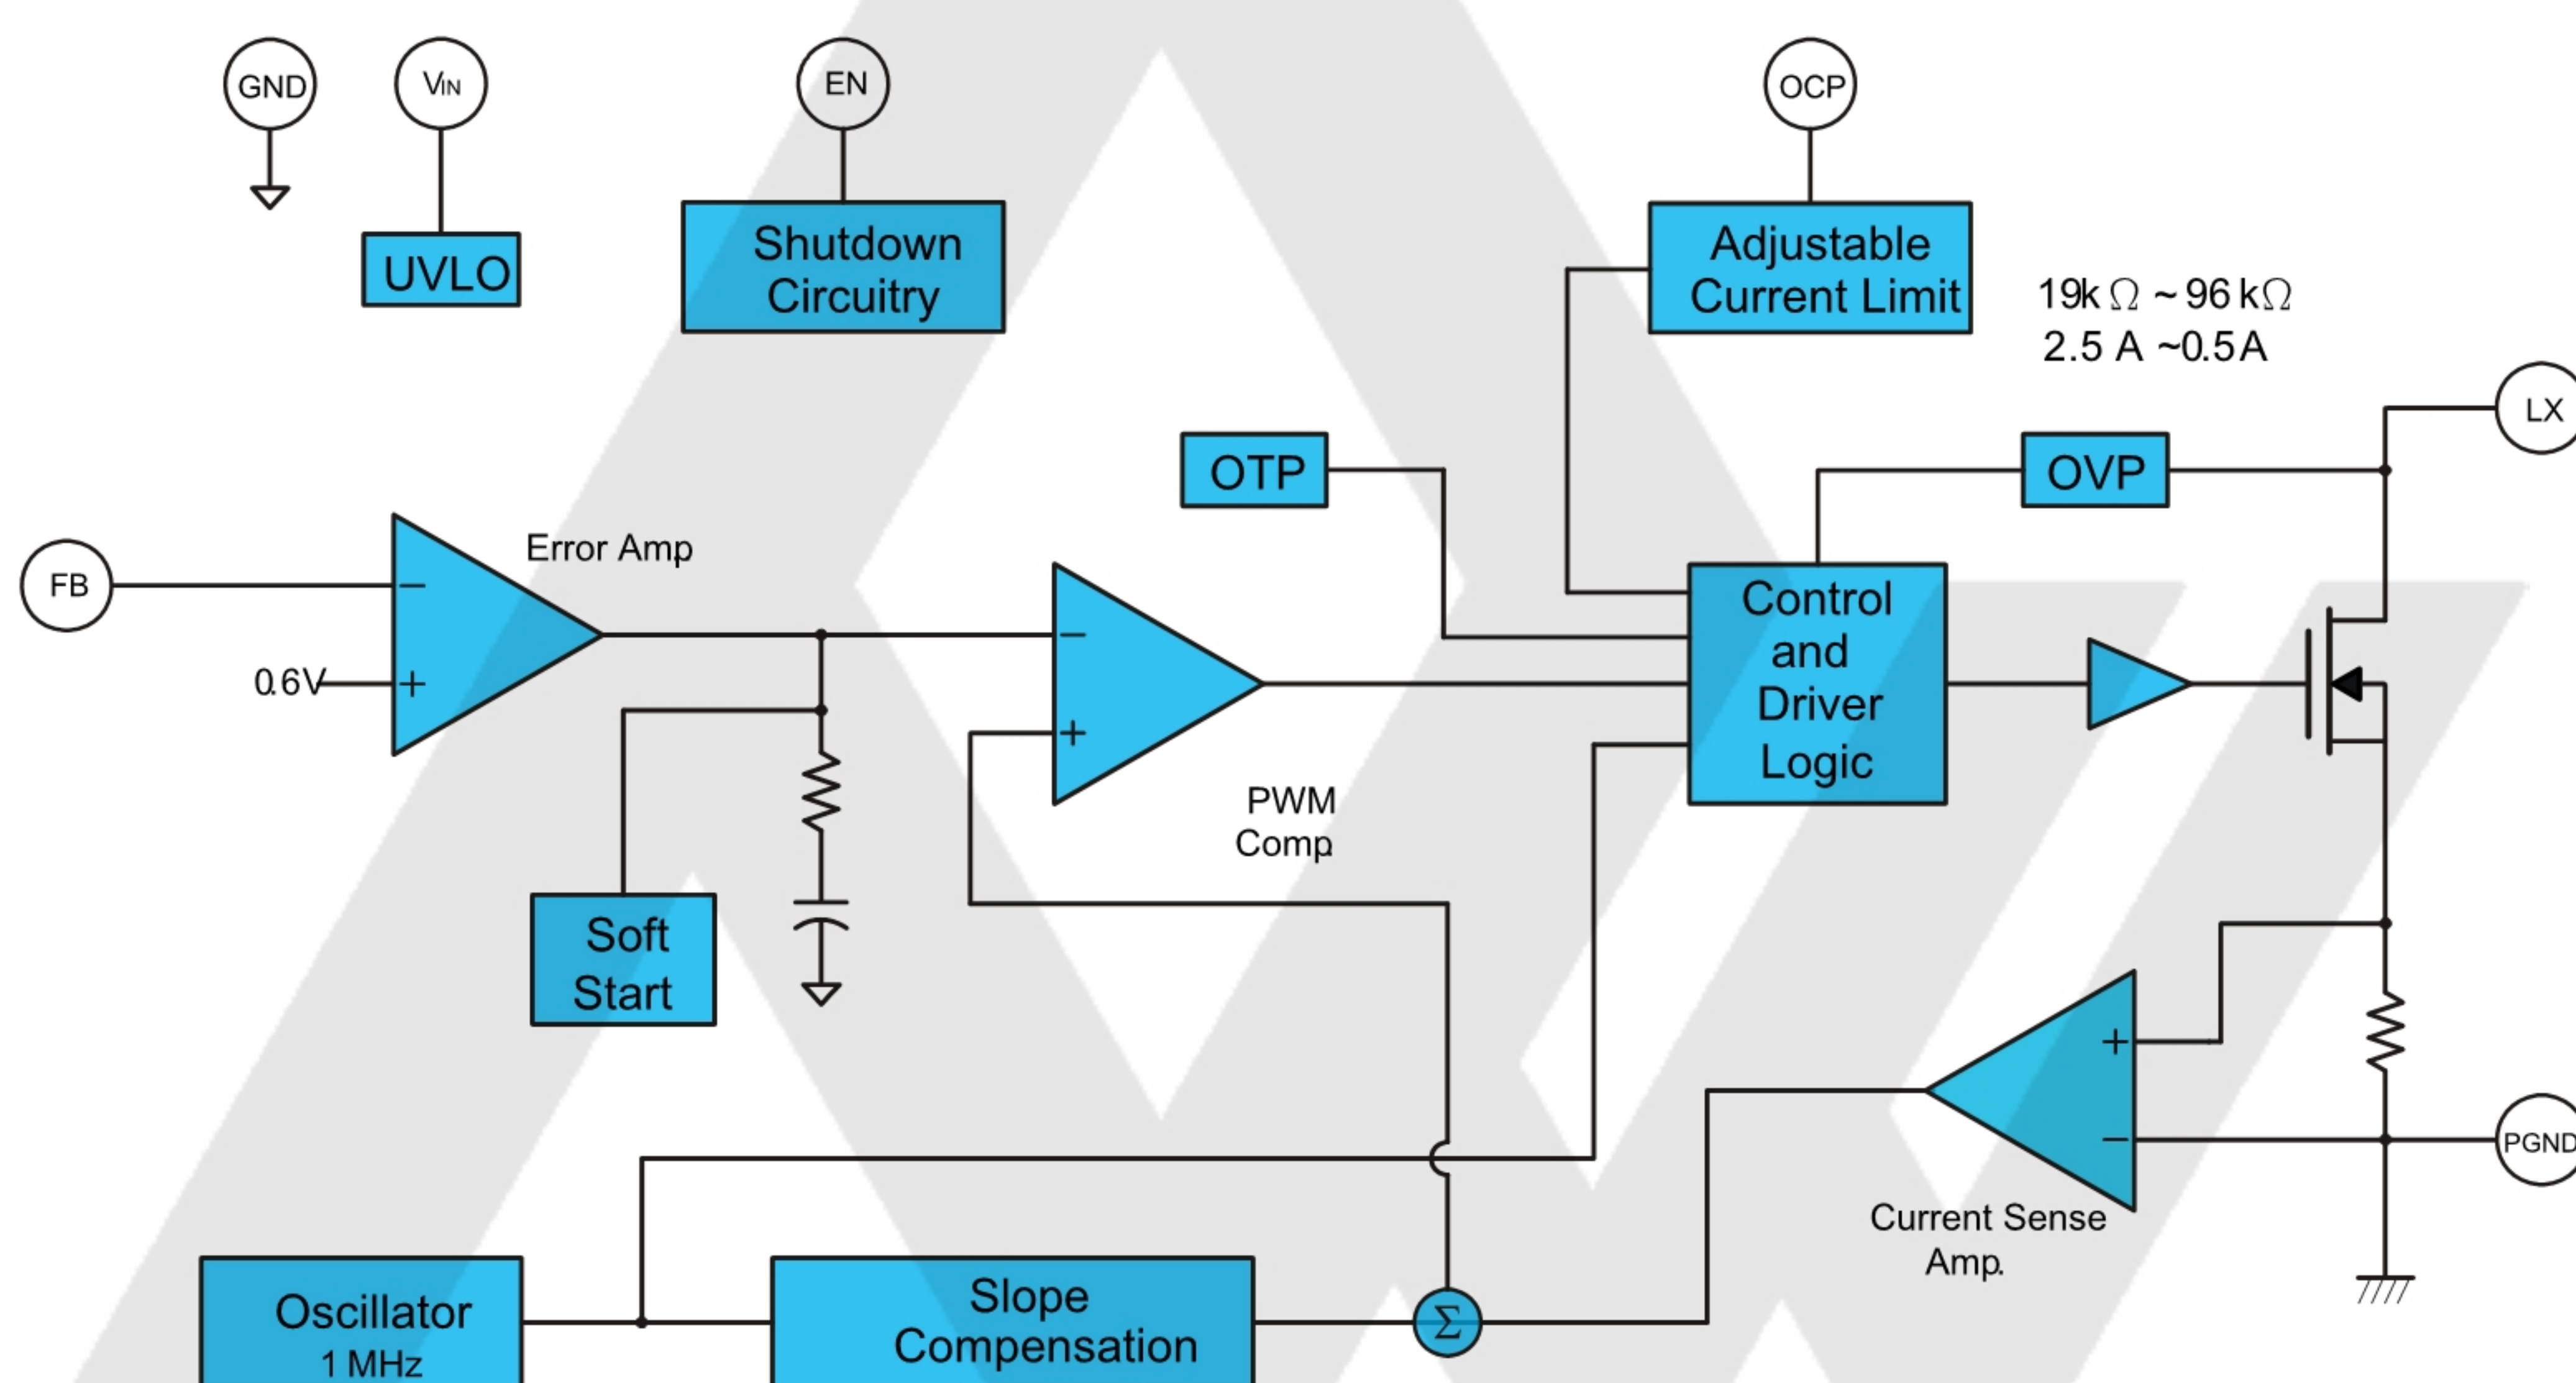 GND
VIN
EN
OCP
UVLO
Shutdown
Circuitry
Adjustable
Current Limit
19kΩ ~ 96 kΩ
2.5 A ~0.5A
LX
OTP
OVP
FB
Error Amp
−
0.6V
+
−
+
PWM
Comp.
Control
and
Driver
Logic
Soft
Start
+
−
PGND
Current Sense
Amp.
Oscillator
1 MHz
Slope
Compensation
Σ